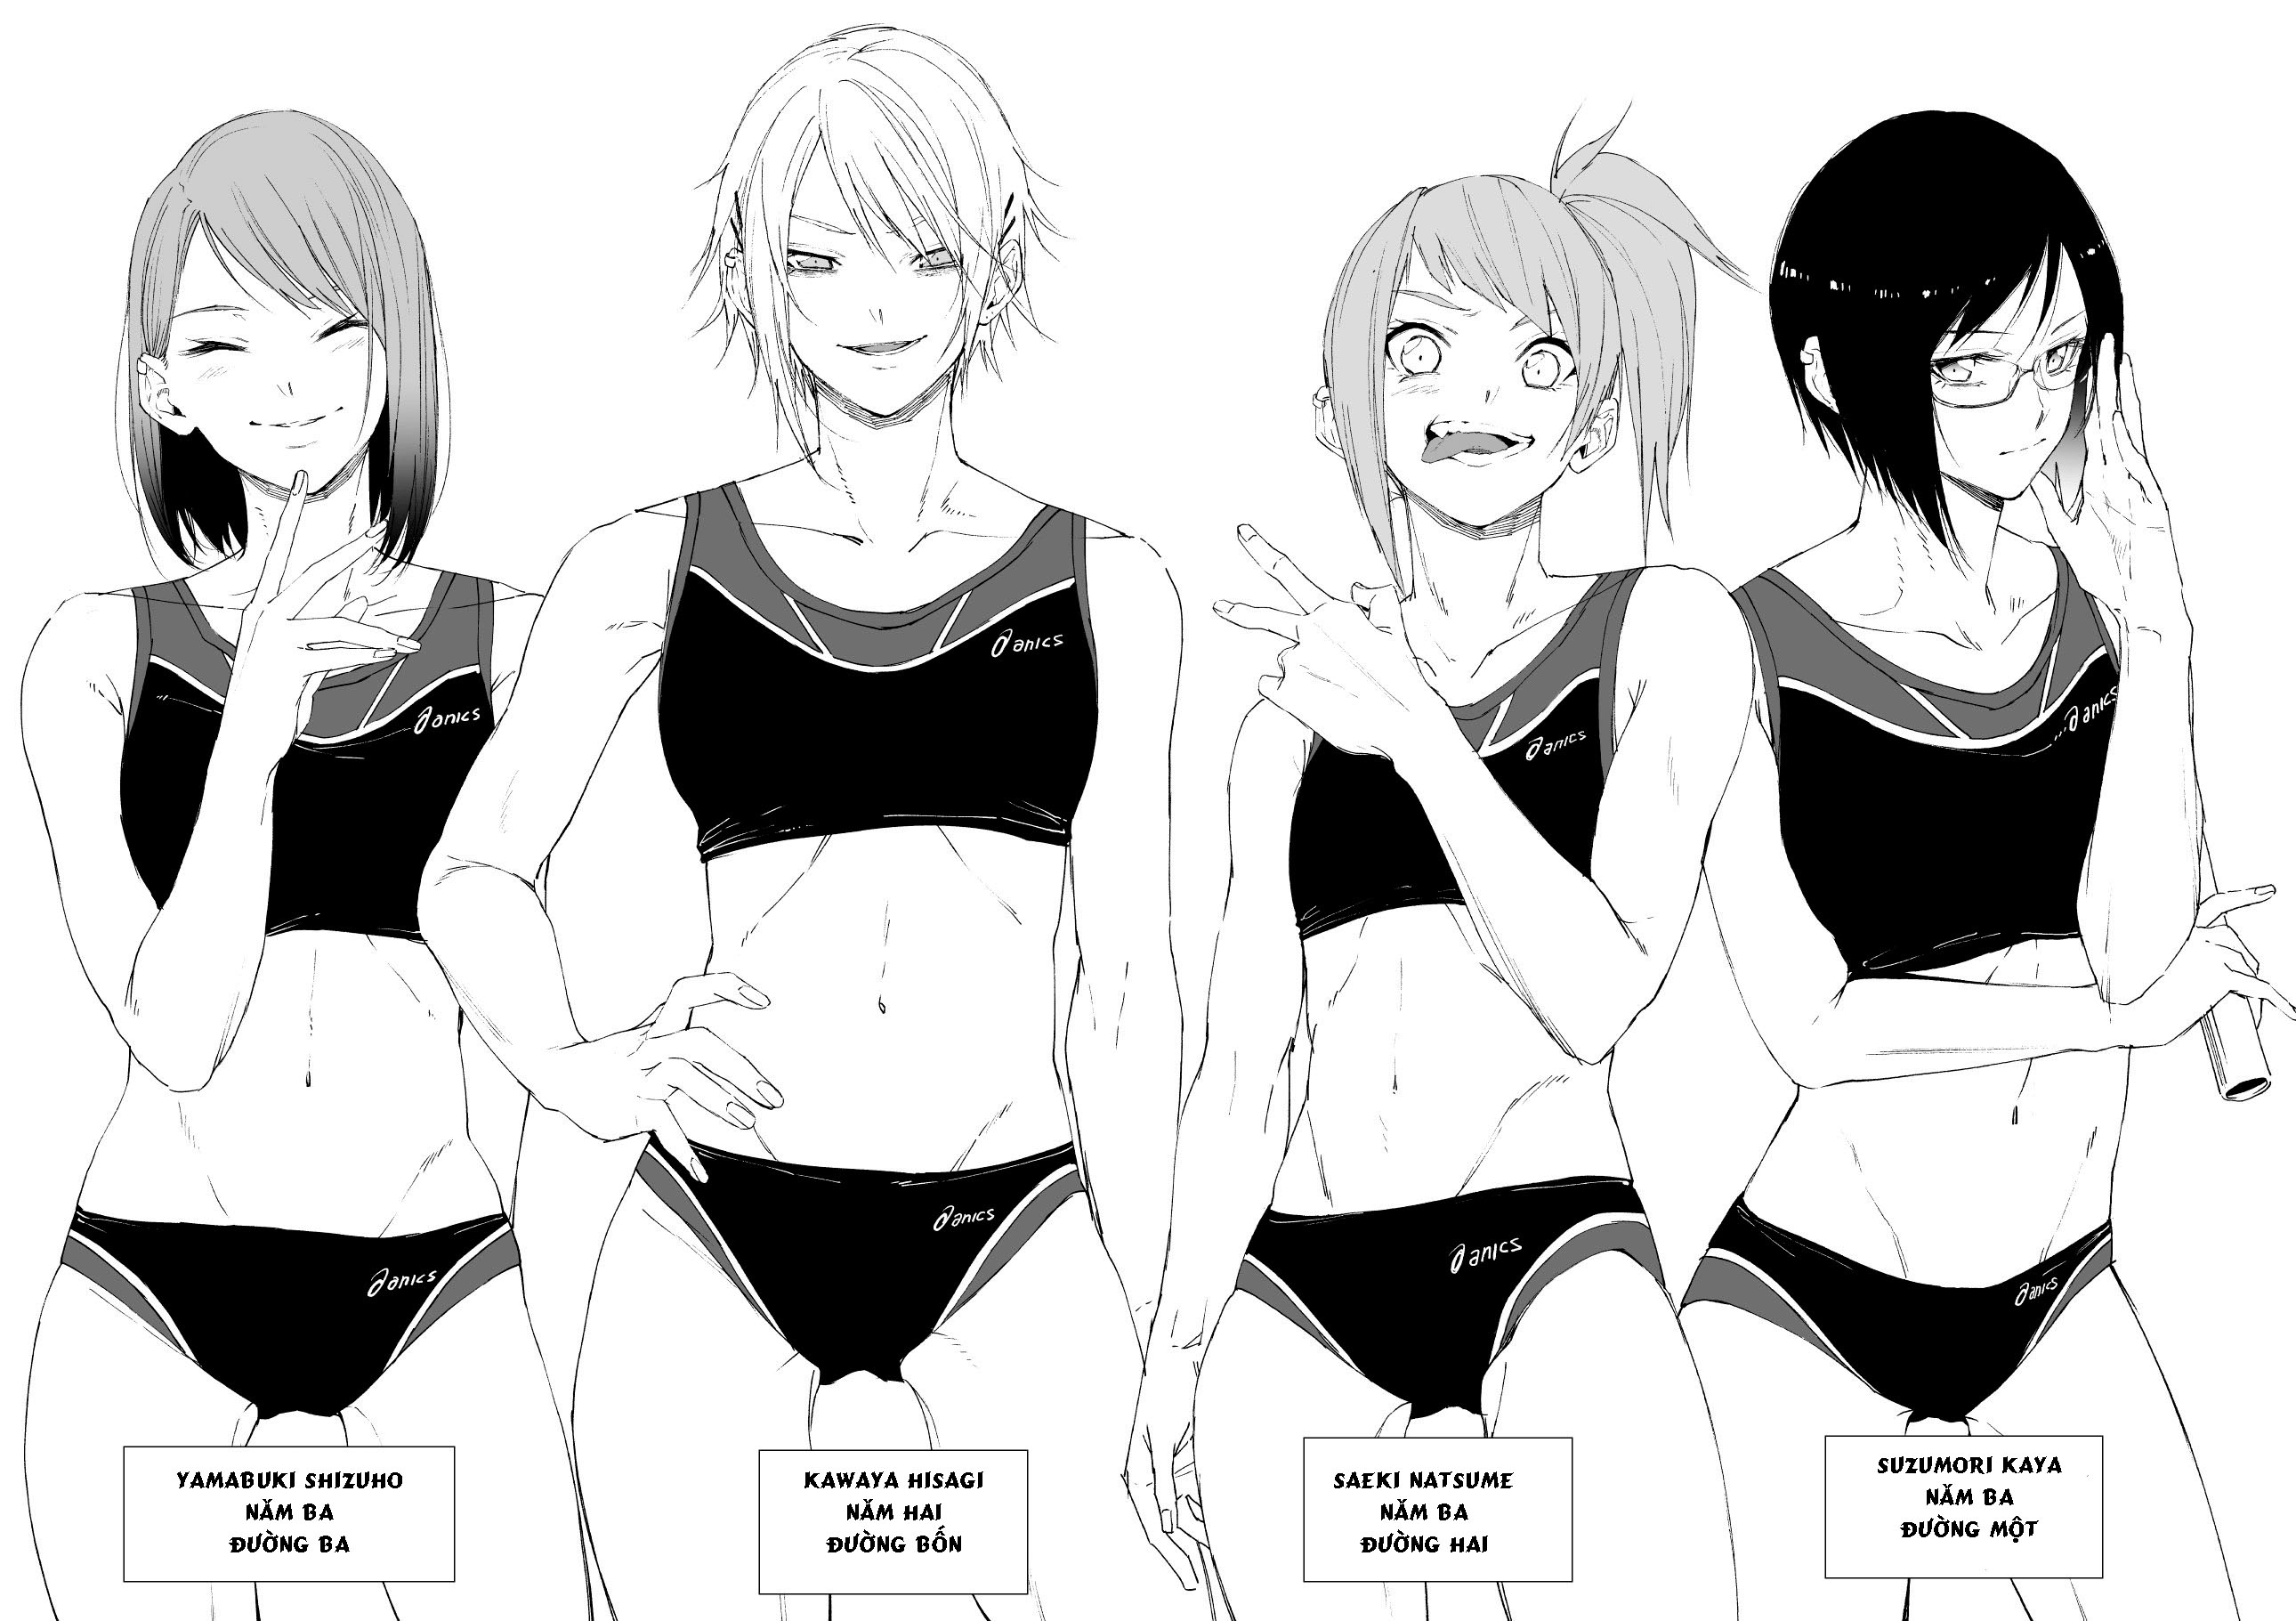 anics
anics
anics
anics
anics
anics
anics
anics
YAMABUKI SHIZUHO
NĂM BA
ĐƯỜNG BA
KAWAYA HISAGI
NĂM HAI
ĐƯỜNG BỐN
SAEKI NATSUME
NĂM BA
ĐƯỜNG HAI
SUZUMORI KAYA
NĂM BA
ĐƯỜNG MỘT